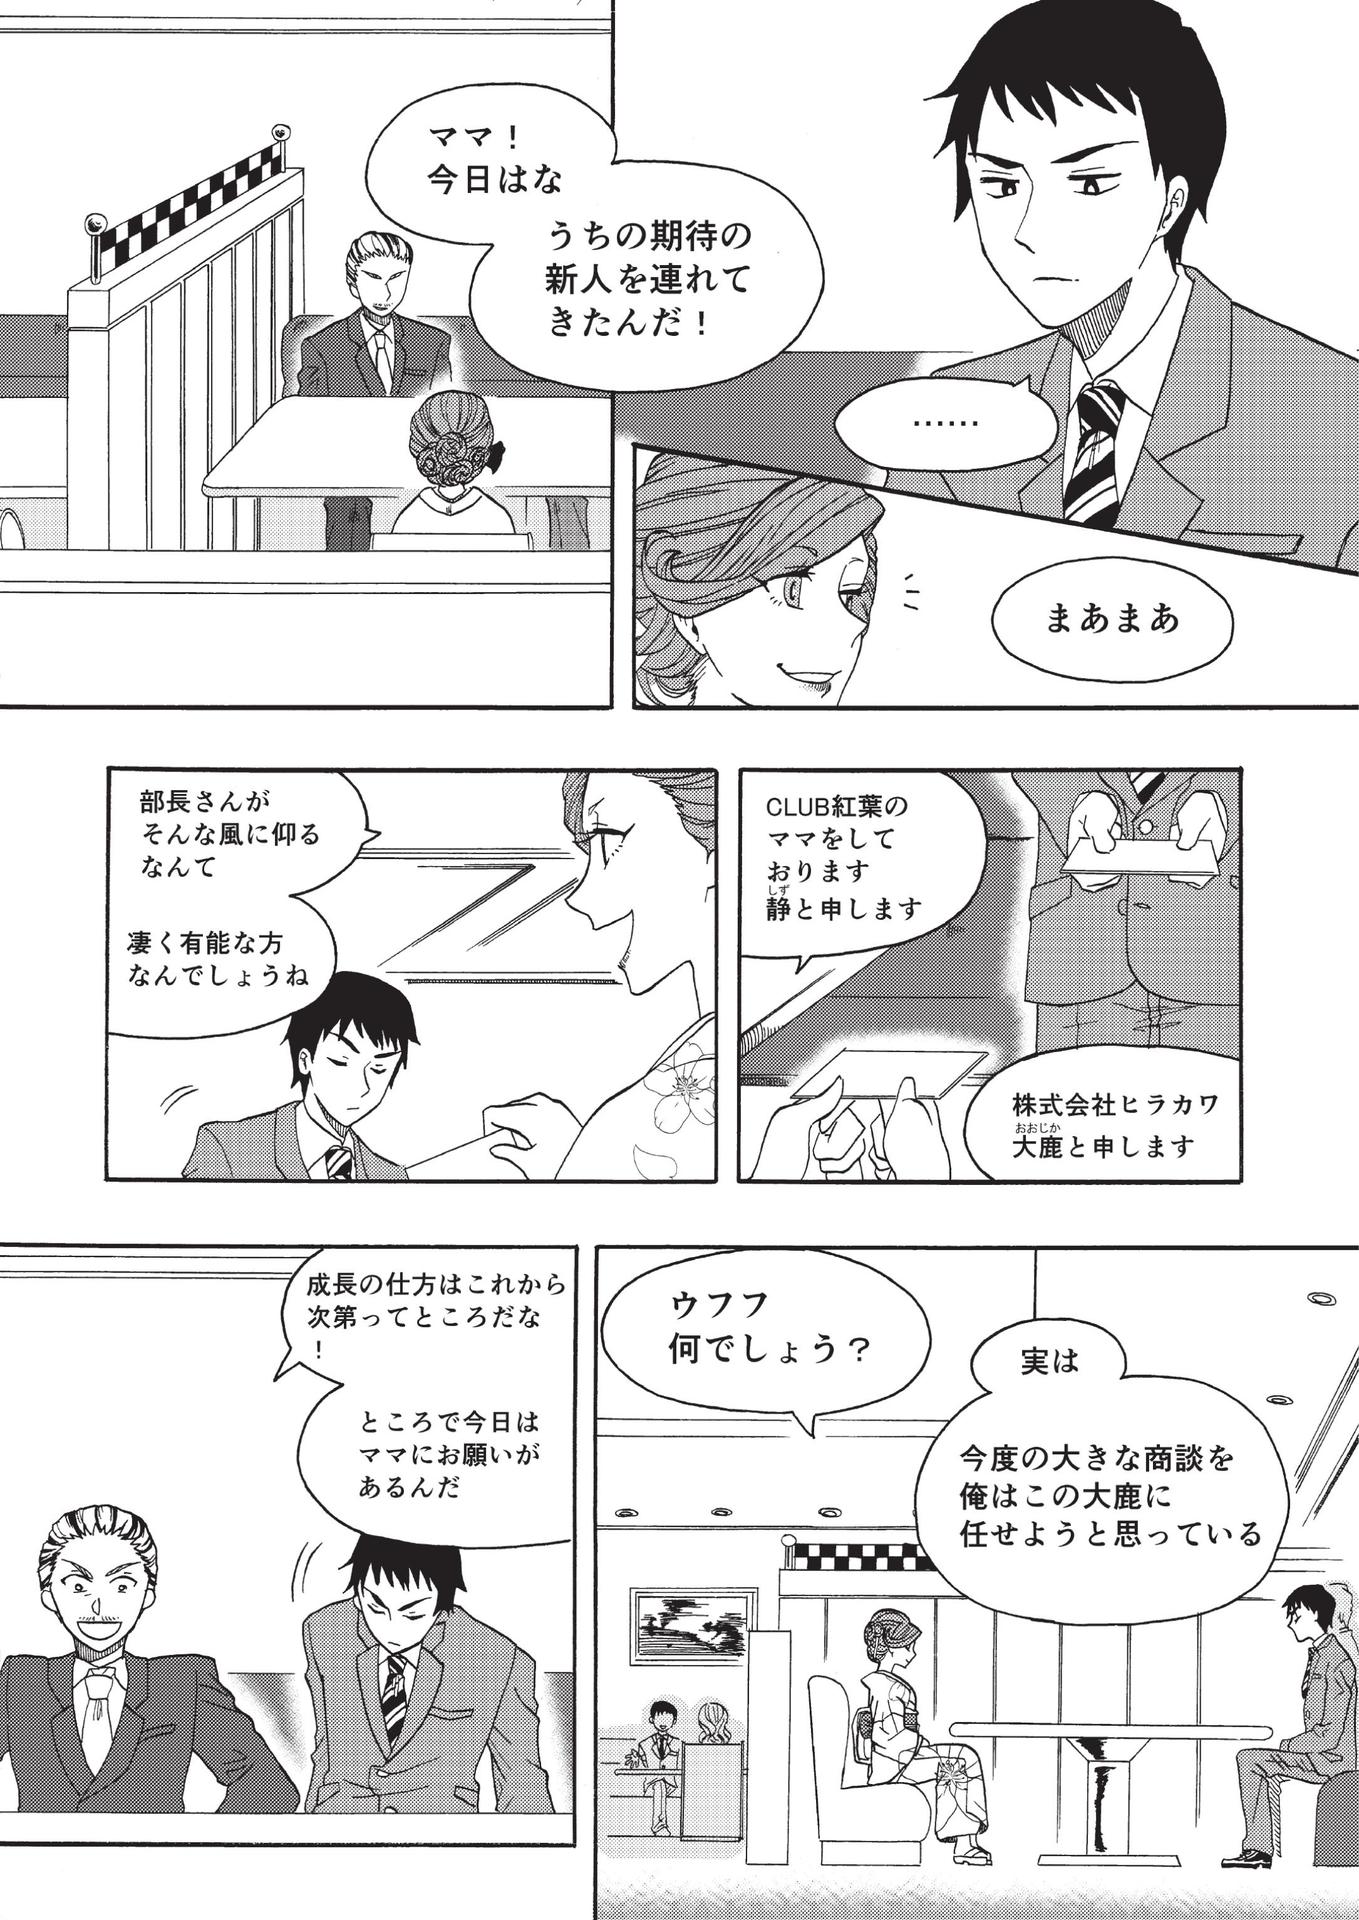 ママ！
今日はな
うちの期待の
新人を連れて
きたんだ！
……
まあまあ
部長さんが
そんな風に仰る
なんて
凄く有能な方
なんでしょうね
CLUB紅葉の
ママをして
おります
しず
静と申します
株式会社ヒラカワ
おおじか
大鹿と申します
成長の仕方はこれから
次第ってところだな
！
ところで今日は
ママにお願いが
あるんだ
ウフフ
何でしょう？
実は
今度の大きな商談を
俺はこの大鹿に
任せようと思っている